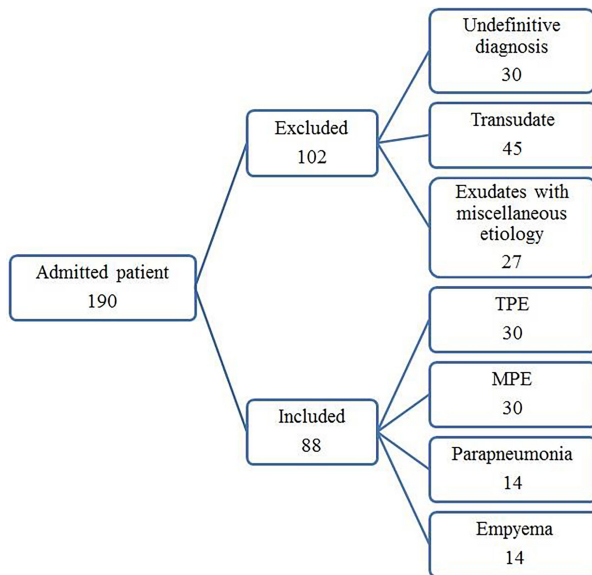 Undefinitive
diagnosis
30
Excluded
102
Transudate
45
Exudates with
miscellaneous
etiology
27
Admitted patient
190
TPE
30
MPE
30
Included
88
Parapneumonia
14
Empyema
14